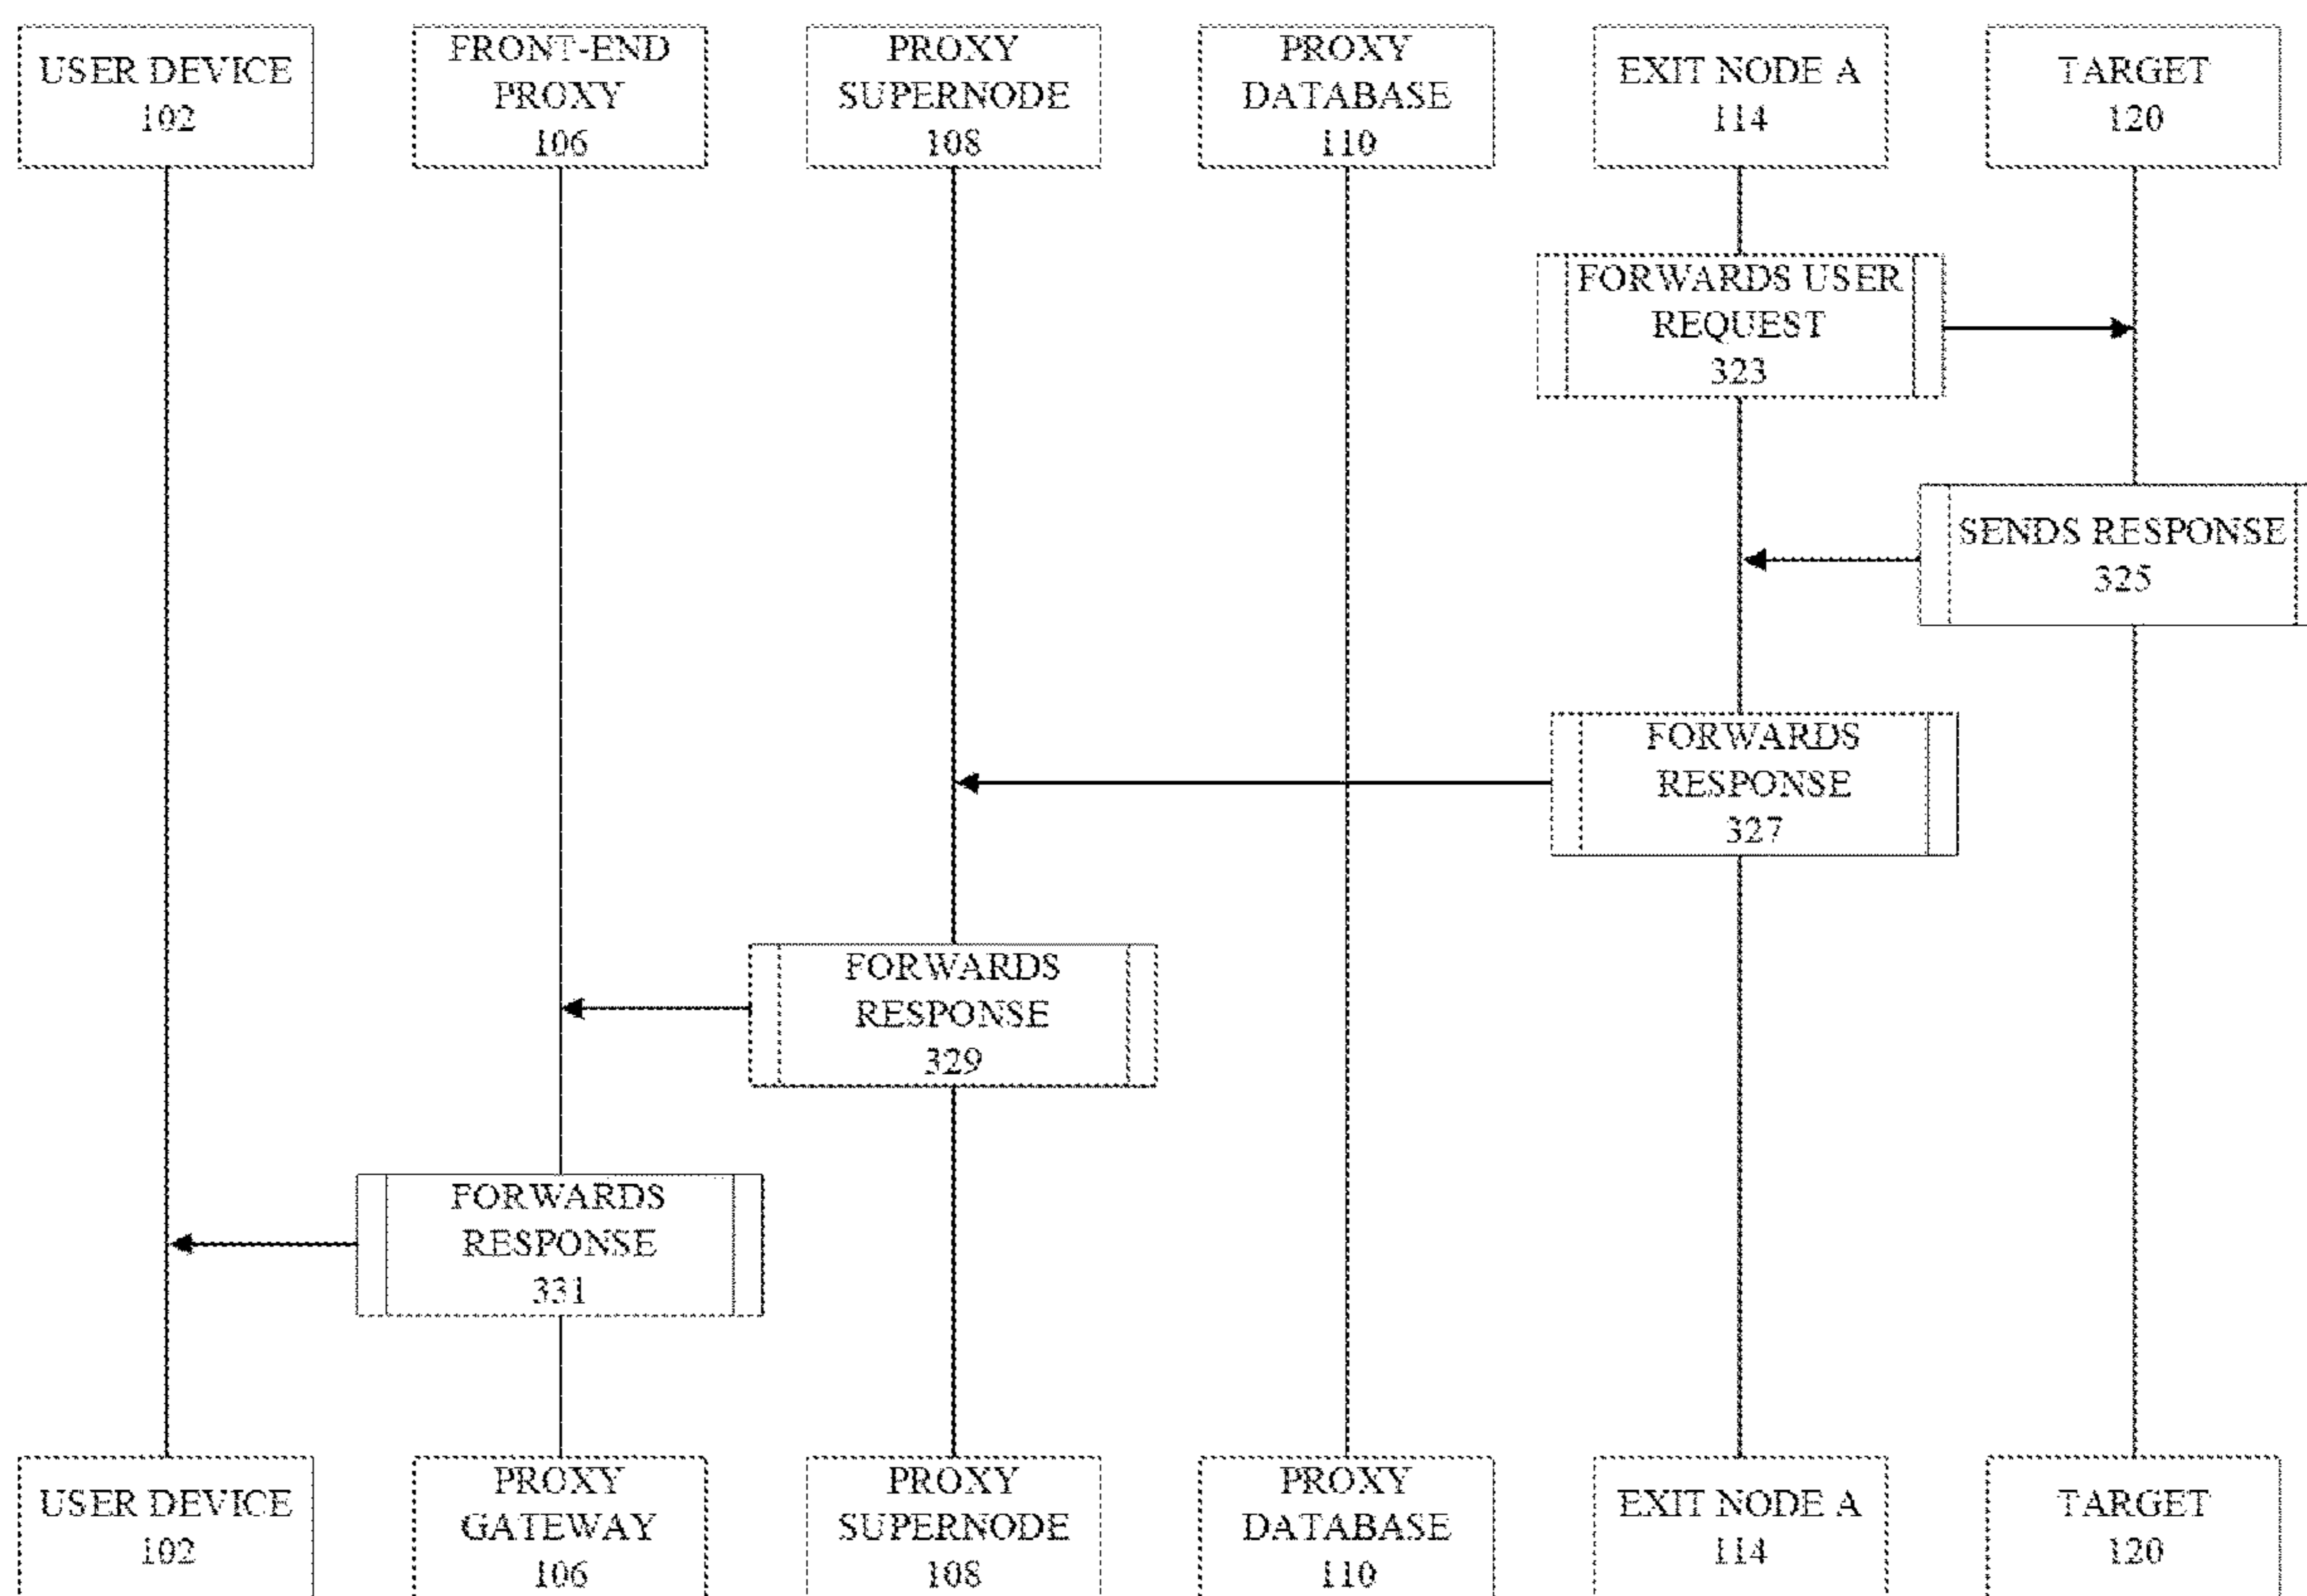 USER DEVICE
102
FRONT-END
PROXY
106
PROXY
SUPERNODE
108
PROXY
DATABASE
110
EXIT NODE A
114
TARGET
120
FORWARDS USER
REQUEST
323
SENDS RESPONSE
325
FORWARDS
RESPONSE
327
FORWARDS
RESPONSE
329
FORWARDS
RESPONSE
331
USER DEVICE
102
PROXY
GATEWAY
106
PROXY
SUPERNODE
108
PROXY
DATABASE
110
EXIT NODE A
114
TARGET
120